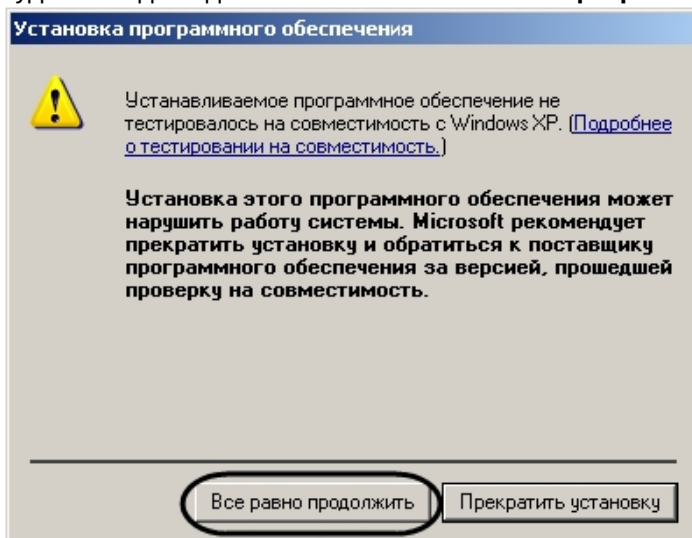 Установка программного обеспечения
Устанавливаемое программное обеспечение не
тестировалось на совместимость с Windows XP. (Подробнее
о тестировании на совместимость.)
Установка этого программного обеспечения может
нарушить работу системы. Microsoft рекомендует
прекратить установку и обратиться к поставщику
программного обеспечения за версией, прошедшей
проверку на совместимость.
Все равно продолжить Прекратить установку